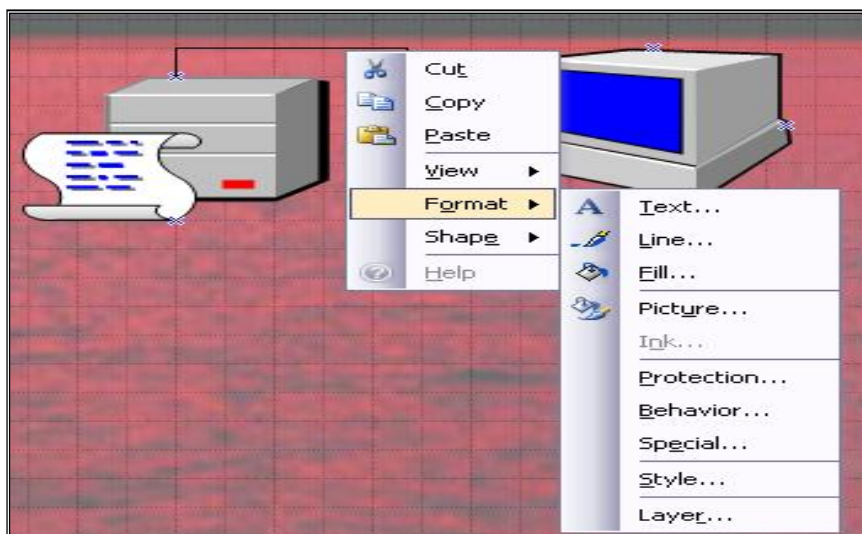 Cut
Copy
Paste
View
Format
Shape
Help
Text...
Line...
Fill...
Picture...
Ink...
Protection...
Behavior...
Special...
Style...
Layer...